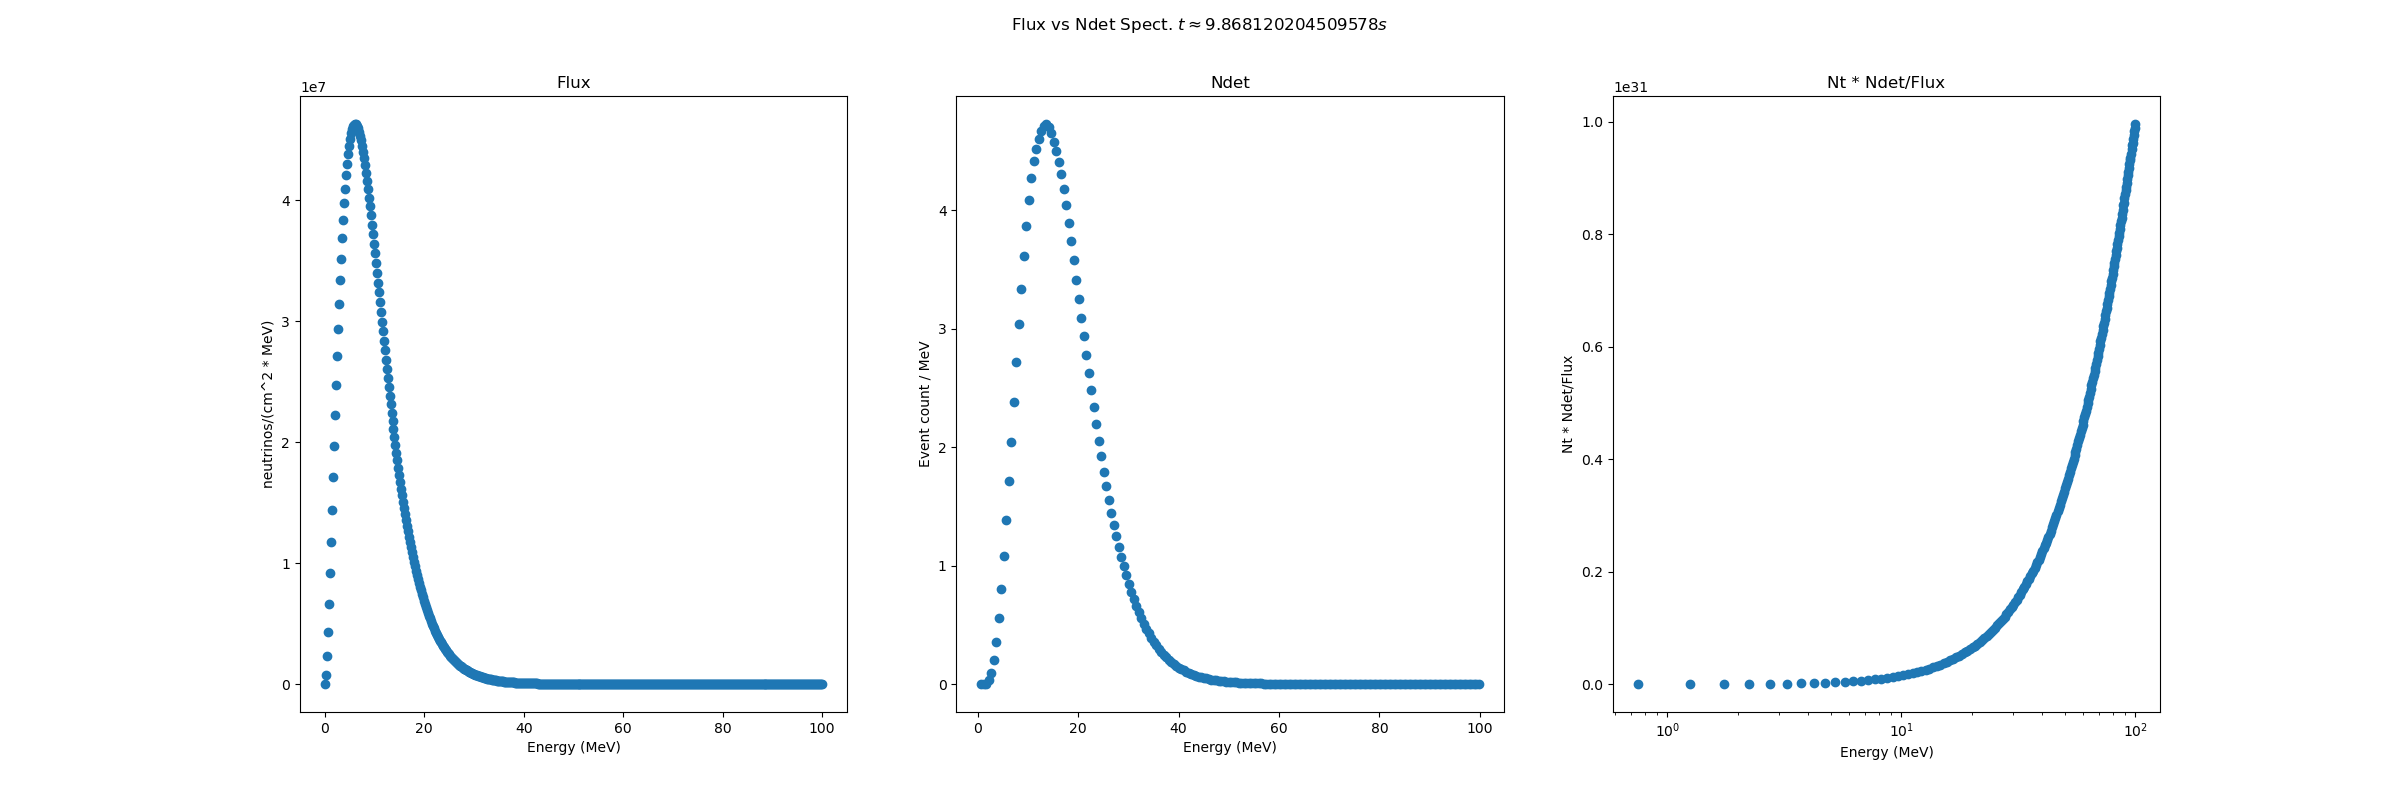 Flux vs Ndet Spect. t ≈ 9.868120204509578s
Flux
1e7
neutrinos/(cm^2 * MeV)
4
3
2
1
0
0 20 40 60 80 100
Energy (MeV)
Ndet
Event count / MeV
4
3
2
1
0
0 20 40 60 80 100
Energy (MeV)
Nt * Ndet/Flux
1e31
Nt * Ndet/Flux
1.0
0.8
0.6
0.4
0.2
0.0
10^0 10^1 10^2
Energy (MeV)